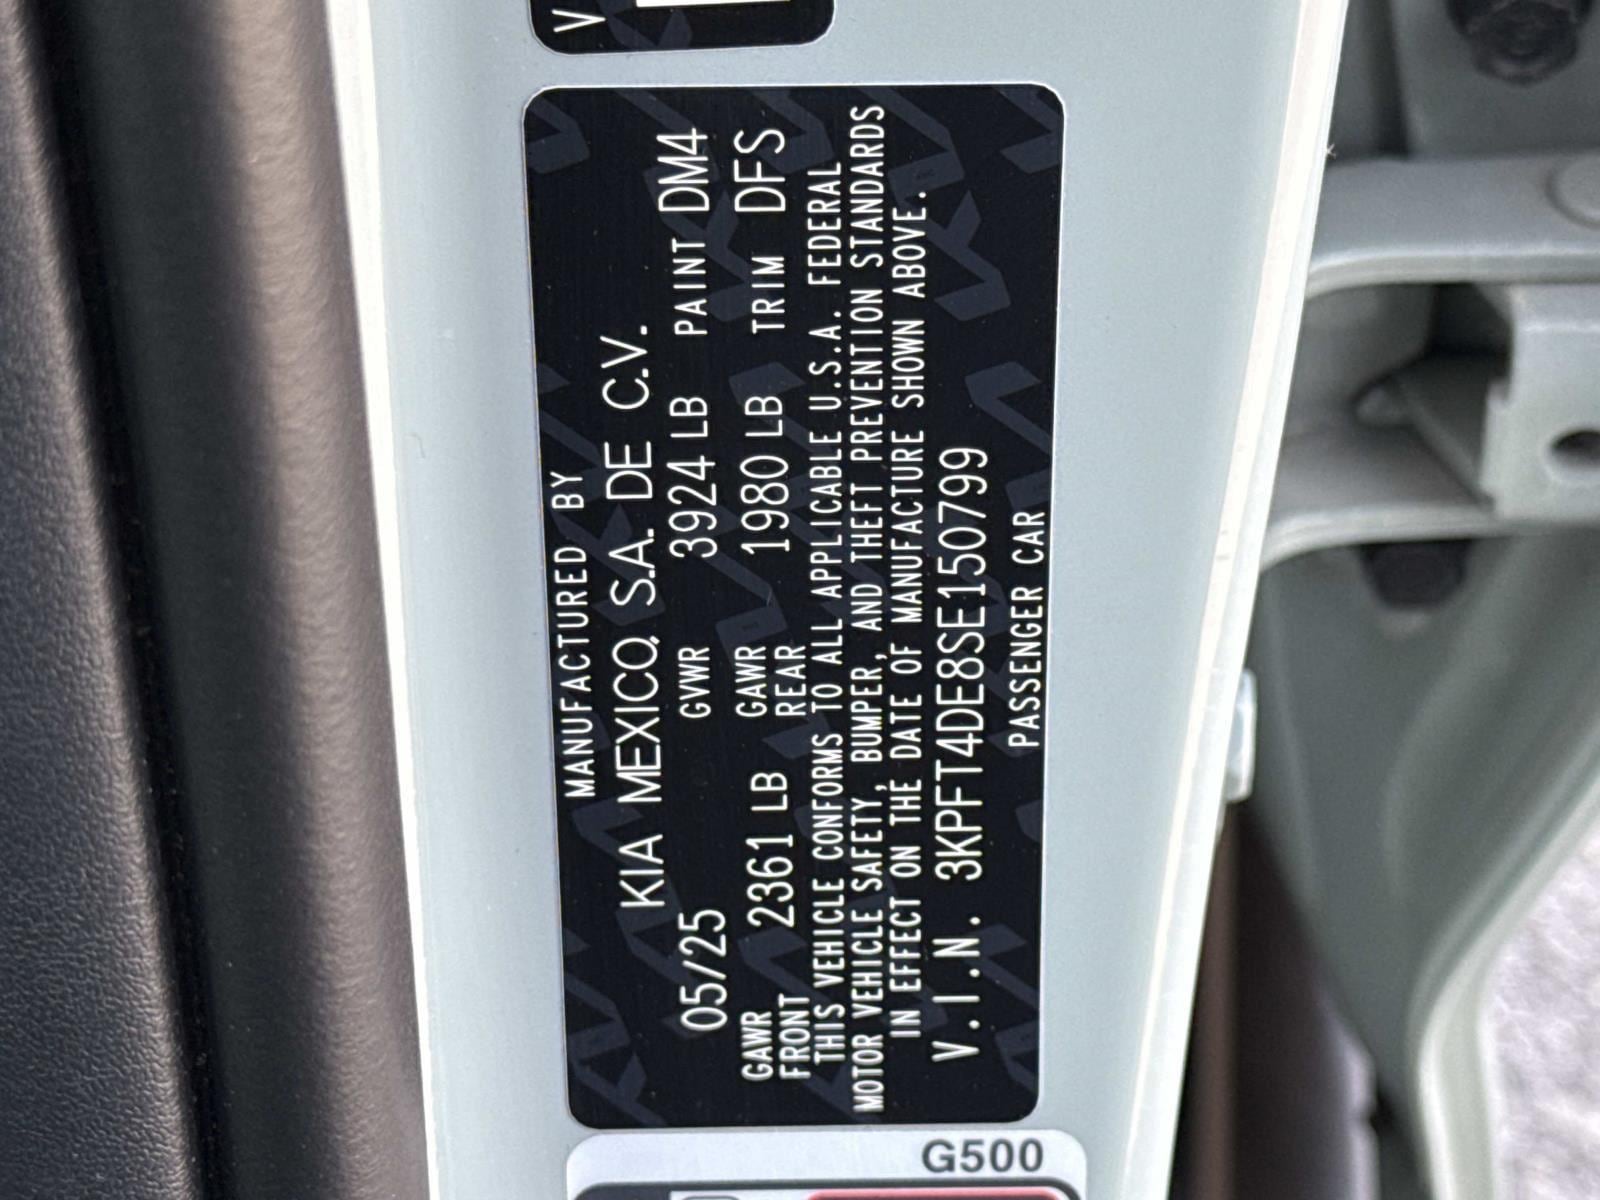 V
MANUFACTURED BY
KIA MEXICO, S.A. DE C.V.
05/25 GVWR 3924 LB PAINT DM4
GAWR FRONT 2361 LB GAWR REAR 1980 LB TRIM DFS
THIS VEHICLE CONFORMS TO ALL APPLICABLE U.S.A. FEDERAL
MOTOR VEHICLE SAFETY, BUMPER, AND THEFT PREVENTION STANDARDS
IN EFFECT ON THE DATE OF MANUFACTURE SHOWN ABOVE.
V.I.N. 3KPFT4DE8SE150799
PASSENGER CAR
G500